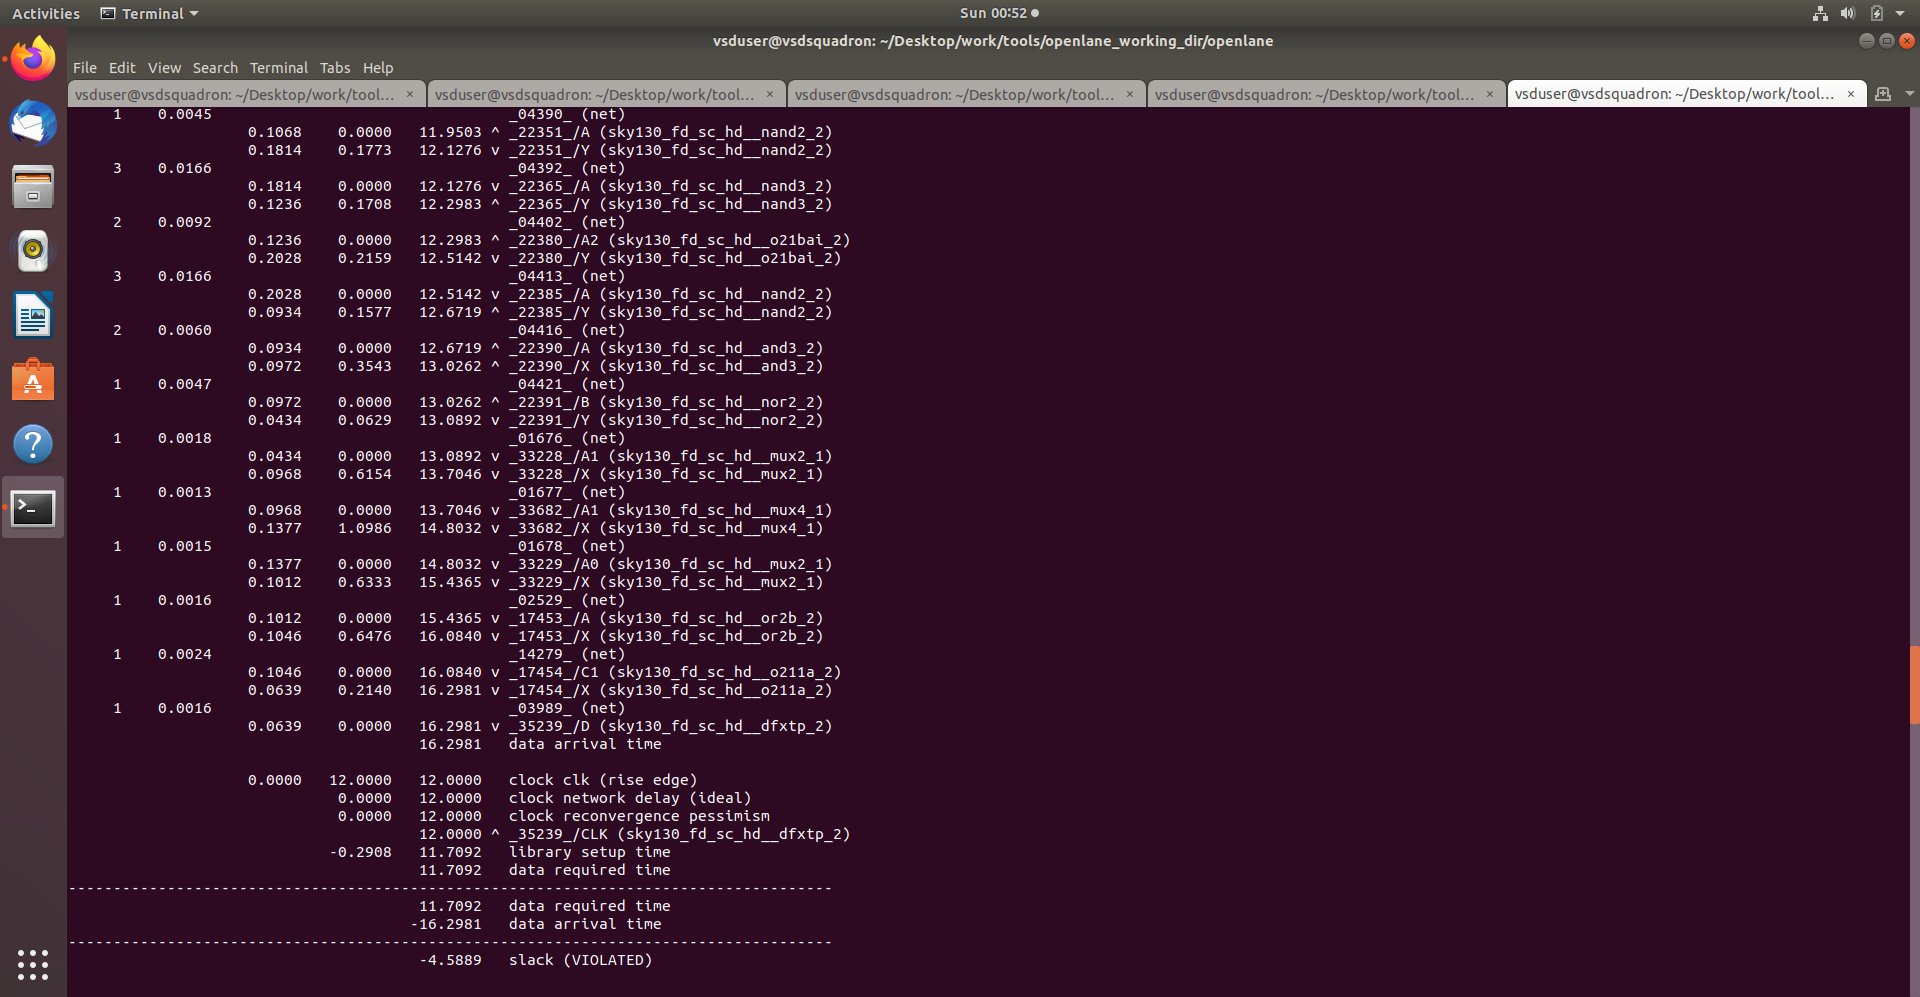 Activities Terminal Sun 00:52
vsduser@vsdsquadron: ~/Desktop/work/tools/openlane_working_dir/openlane
File Edit View Search Terminal Tabs Help
vsduser@vsdsquadron: ~/Desktop/work/tool... × vsduser@vsdsquadron: ~/Desktop/work/tool... × vsduser@vsdsquadron: ~/Desktop/work/tool... × vsduser@vsdsquadron: ~/Desktop/work/tool... × vsduser@vsdsquadron: ~/Desktop/work/tool... ×
1 0.0045 _04390_ (net)
0.1068 0.0000 11.9503 ^ _22351_/A (sky130_fd_sc_hd__nand2_2)
0.1814 0.1773 12.1276 v _22351_/Y (sky130_fd_sc_hd__nand2_2)
3 0.0166 _04392_ (net)
0.1814 0.0000 12.1276 v _22365_/A (sky130_fd_sc_hd__nand3_2)
0.1236 0.1708 12.2983 ^ _22365_/Y (sky130_fd_sc_hd__nand3_2)
2 0.0092 _04402_ (net)
0.1236 0.0000 12.2983 ^ _22380_/A2 (sky130_fd_sc_hd__o21bai_2)
0.2028 0.2159 12.5142 v _22380_/Y (sky130_fd_sc_hd__o21bai_2)
3 0.0166 _04413_ (net)
0.2028 0.0000 12.5142 v _22385_/A (sky130_fd_sc_hd__nand2_2)
0.0934 0.1577 12.6719 ^ _22385_/Y (sky130_fd_sc_hd__nand2_2)
2 0.0060 _04416_ (net)
0.0934 0.0000 12.6719 ^ _22390_/A (sky130_fd_sc_hd__and3_2)
0.0972 0.3543 13.0262 ^ _22390_/X (sky130_fd_sc_hd__and3_2)
1 0.0047 _04421_ (net)
0.0972 0.0000 13.0262 ^ _22391_/B (sky130_fd_sc_hd__nor2_2)
0.0434 0.0629 13.0892 v _22391_/Y (sky130_fd_sc_hd__nor2_2)
1 0.0018 _01676_ (net)
0.0434 0.0000 13.0892 v _33228_/A1 (sky130_fd_sc_hd__mux2_1)
0.0968 0.6154 13.7046 v _33228_/X (sky130_fd_sc_hd__mux2_1)
1 0.0013 _01677_ (net)
0.0968 0.0000 13.7046 v _33682_/A1 (sky130_fd_sc_hd__mux4_1)
0.1377 1.0986 14.8032 v _33682_/X (sky130_fd_sc_hd__mux4_1)
1 0.0015 _01678_ (net)
0.1377 0.0000 14.8032 v _33229_/A0 (sky130_fd_sc_hd__mux2_1)
0.1012 0.6333 15.4365 v _33229_/X (sky130_fd_sc_hd__mux2_1)
1 0.0016 _02529_ (net)
0.1012 0.0000 15.4365 v _17453_/A (sky130_fd_sc_hd__or2b_2)
0.1046 0.6476 16.0840 v _17453_/X (sky130_fd_sc_hd__or2b_2)
1 0.0024 _14279_ (net)
0.1046 0.0000 16.0840 v _17454_/C1 (sky130_fd_sc_hd__o211a_2)
0.0639 0.2140 16.2981 v _17454_/X (sky130_fd_sc_hd__o211a_2)
1 0.0016 _03989_ (net)
0.0639 0.0000 16.2981 v _35239_/D (sky130_fd_sc_hd__dfxtp_2)
16.2981 data arrival time
0.0000 12.0000 12.0000 clock clk (rise edge)
0.0000 12.0000 clock network delay (ideal)
0.0000 12.0000 clock reconvergence pessimism
12.0000 ^ _35239_/CLK (sky130_fd_sc_hd__dfxtp_2)
-0.2908 11.7092 library setup time
11.7092 data required time
-------------------------------------------------------------------------------------
11.7092 data required time
-16.2981 data arrival time
-------------------------------------------------------------------------------------
-4.5889 slack (VIOLATED)